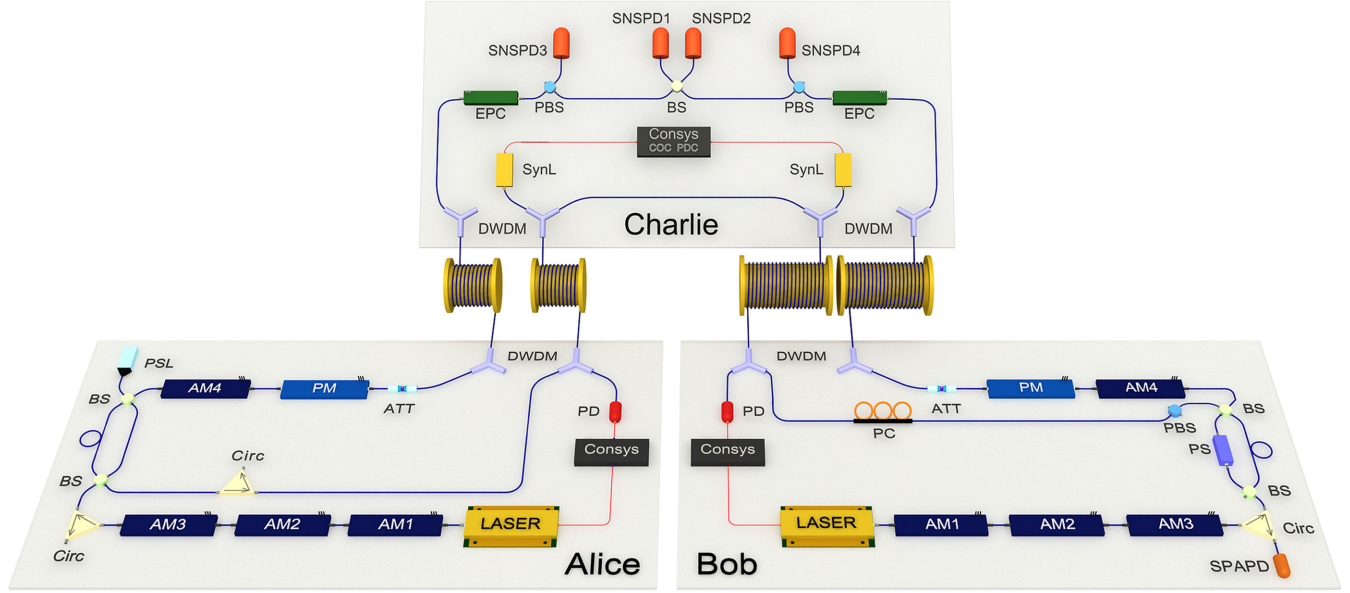 SNSPD1 SNSPD2
SNSPD3 SNSPD4
EPC PBS BS PBS EPC
Consys
COC PDC
SynL SynL
DWDM Charlie DWDM
PSL DWDM DWDM
AM4 PM PM AM4
BS ATT PD PD ATT BS
PC PBS
Consys Consys PS
Circ
BS BS
AM3 AM2 AM1 LASER LASER AM1 AM2 AM3
Circ Circ
Alice Bob SPAPD